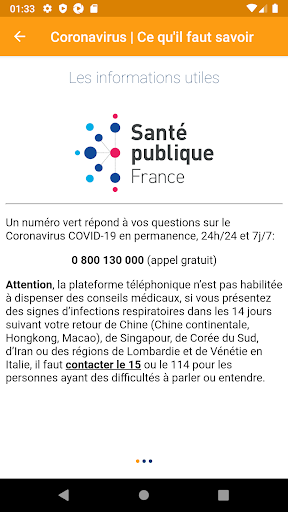 01:33
Coronavirus | Ce qu'il faut savoir
Les informations utiles
Santé
publique
France
Un numéro vert répond à vos questions sur le
Coronavirus COVID-19 en permanence, 24h/24 et 7j/7:
0 800 130 000 (appel gratuit)
Attention, la plateforme téléphonique n'est pas habilitée
à dispenser des conseils médicaux, si vous présentez
des signes d'infections respiratoires dans les 14 jours
suivant votre retour de Chine (Chine continentale,
Hongkong, Macao), de Singapour, de Corée du Sud,
d'Iran ou des régions de Lombardie et de Vénétie en
Italie, il faut contacter le 15 ou le 114 pour les
personnes ayant des difficultés à parler ou entendre.